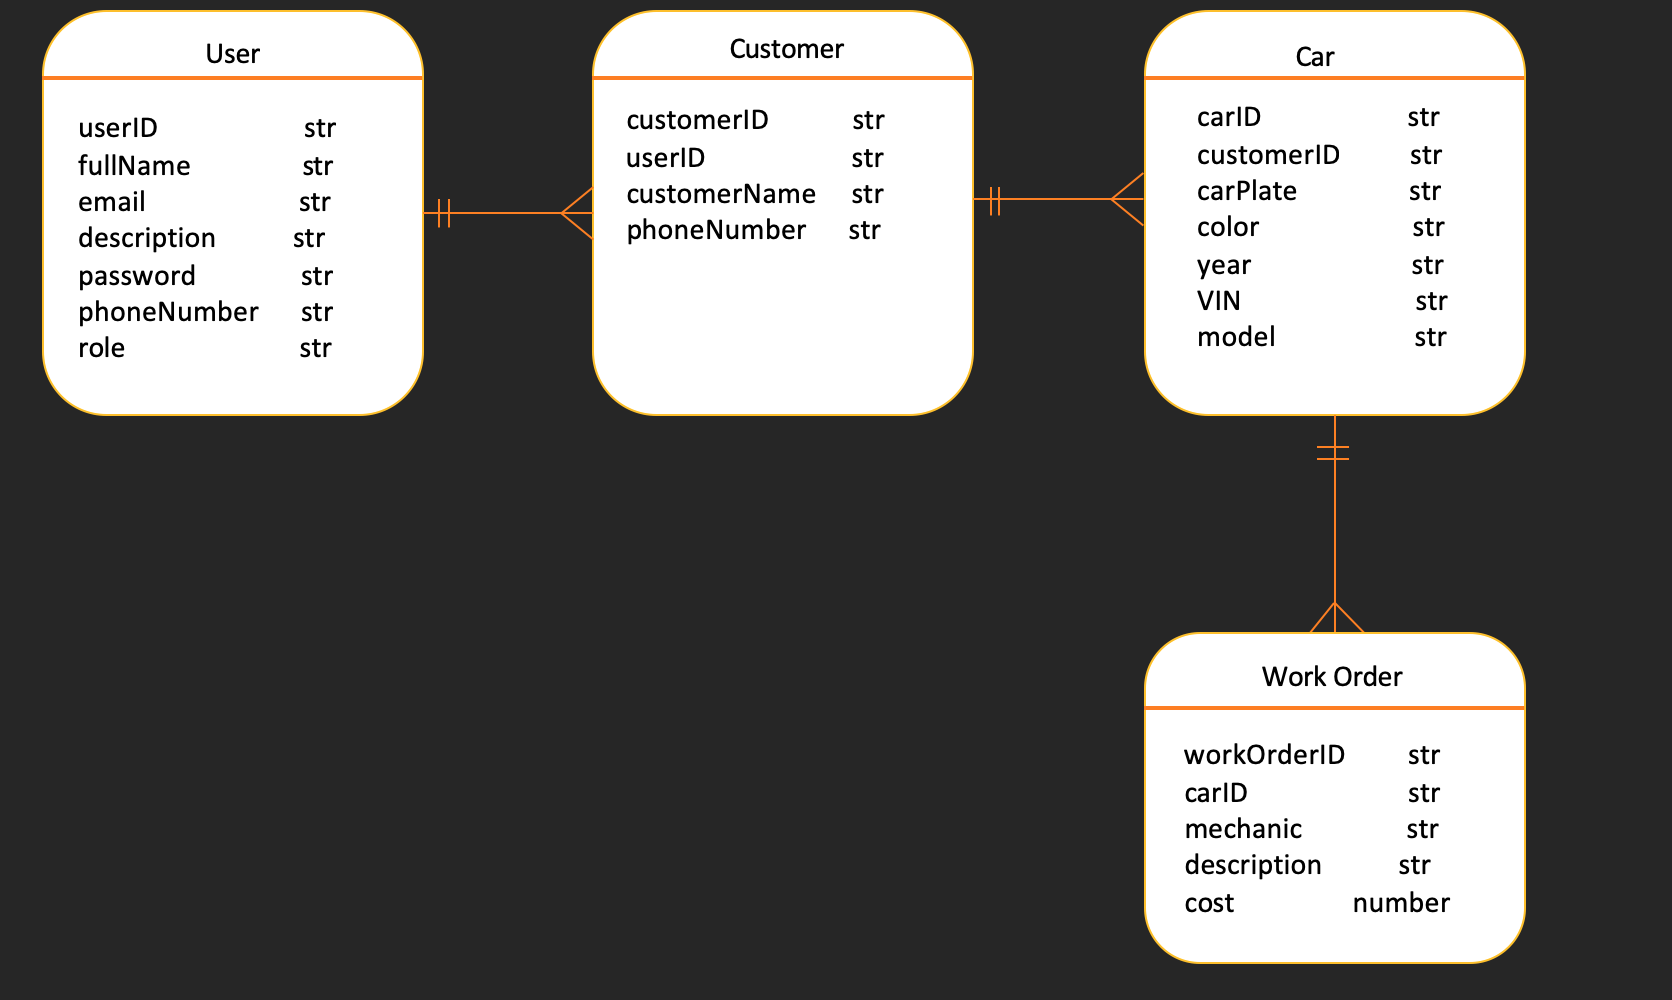 User
userID str
fullName str
email str
description str
password str
phoneNumber str
role str
Customer
customerID str
userID str
customerName str
phoneNumber str
Car
carID str
customerID str
carPlate str
color str
year str
VIN str
model str
Work Order
workOrderID str
carID str
mechanic str
description str
cost number